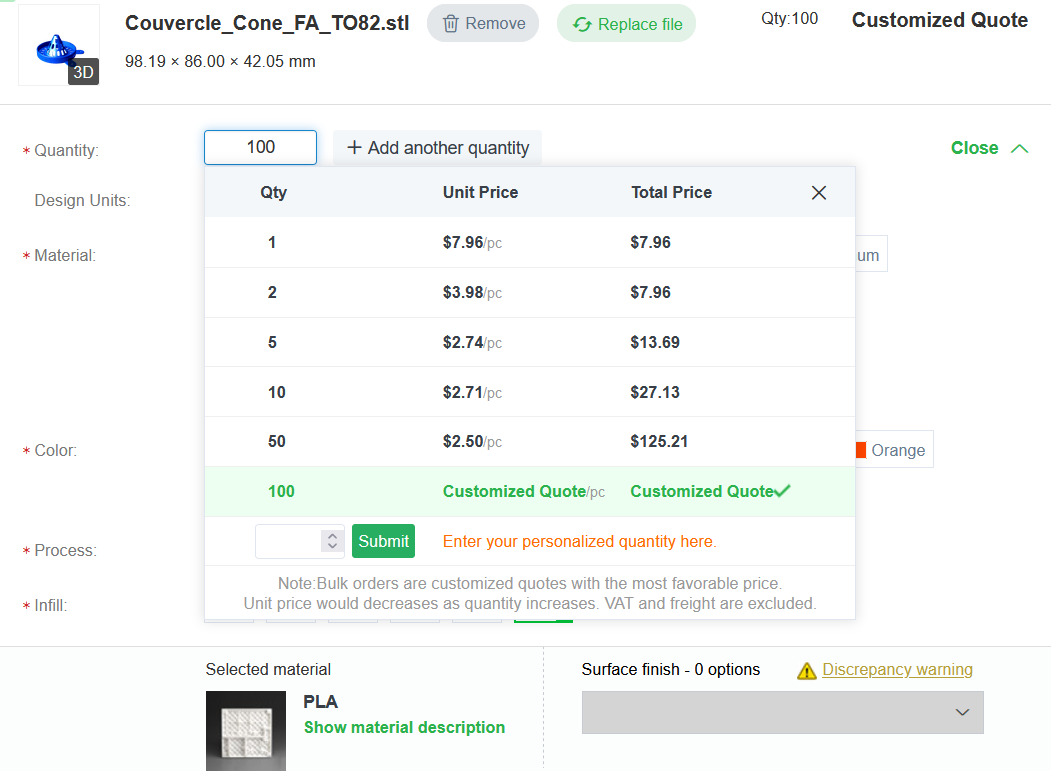 Couvercle_Cone_FA_TO82.stl
Remove
Replace file
Qty:100
Customized Quote
3D
98.19 × 86.00 × 42.05 mm
* Quantity:
100
+ Add another quantity
Close
Design Units:
* Material:
um
Qty Unit Price Total Price
1 $7.96/pc $7.96
2 $3.98/pc $7.96
5 $2.74/pc $13.69
10 $2.71/pc $27.13
50 $2.50/pc $125.21
100 Customized Quote/pc Customized Quote
* Color:
Orange
* Process:
Submit
Enter your personalized quantity here.
* Infill:
Note:Bulk orders are customized quotes with the most favorable price.
Unit price would decreases as quantity increases. VAT and freight are excluded.
Selected material
Surface finish - 0 options
Discrepancy warning
PLA
Show material description